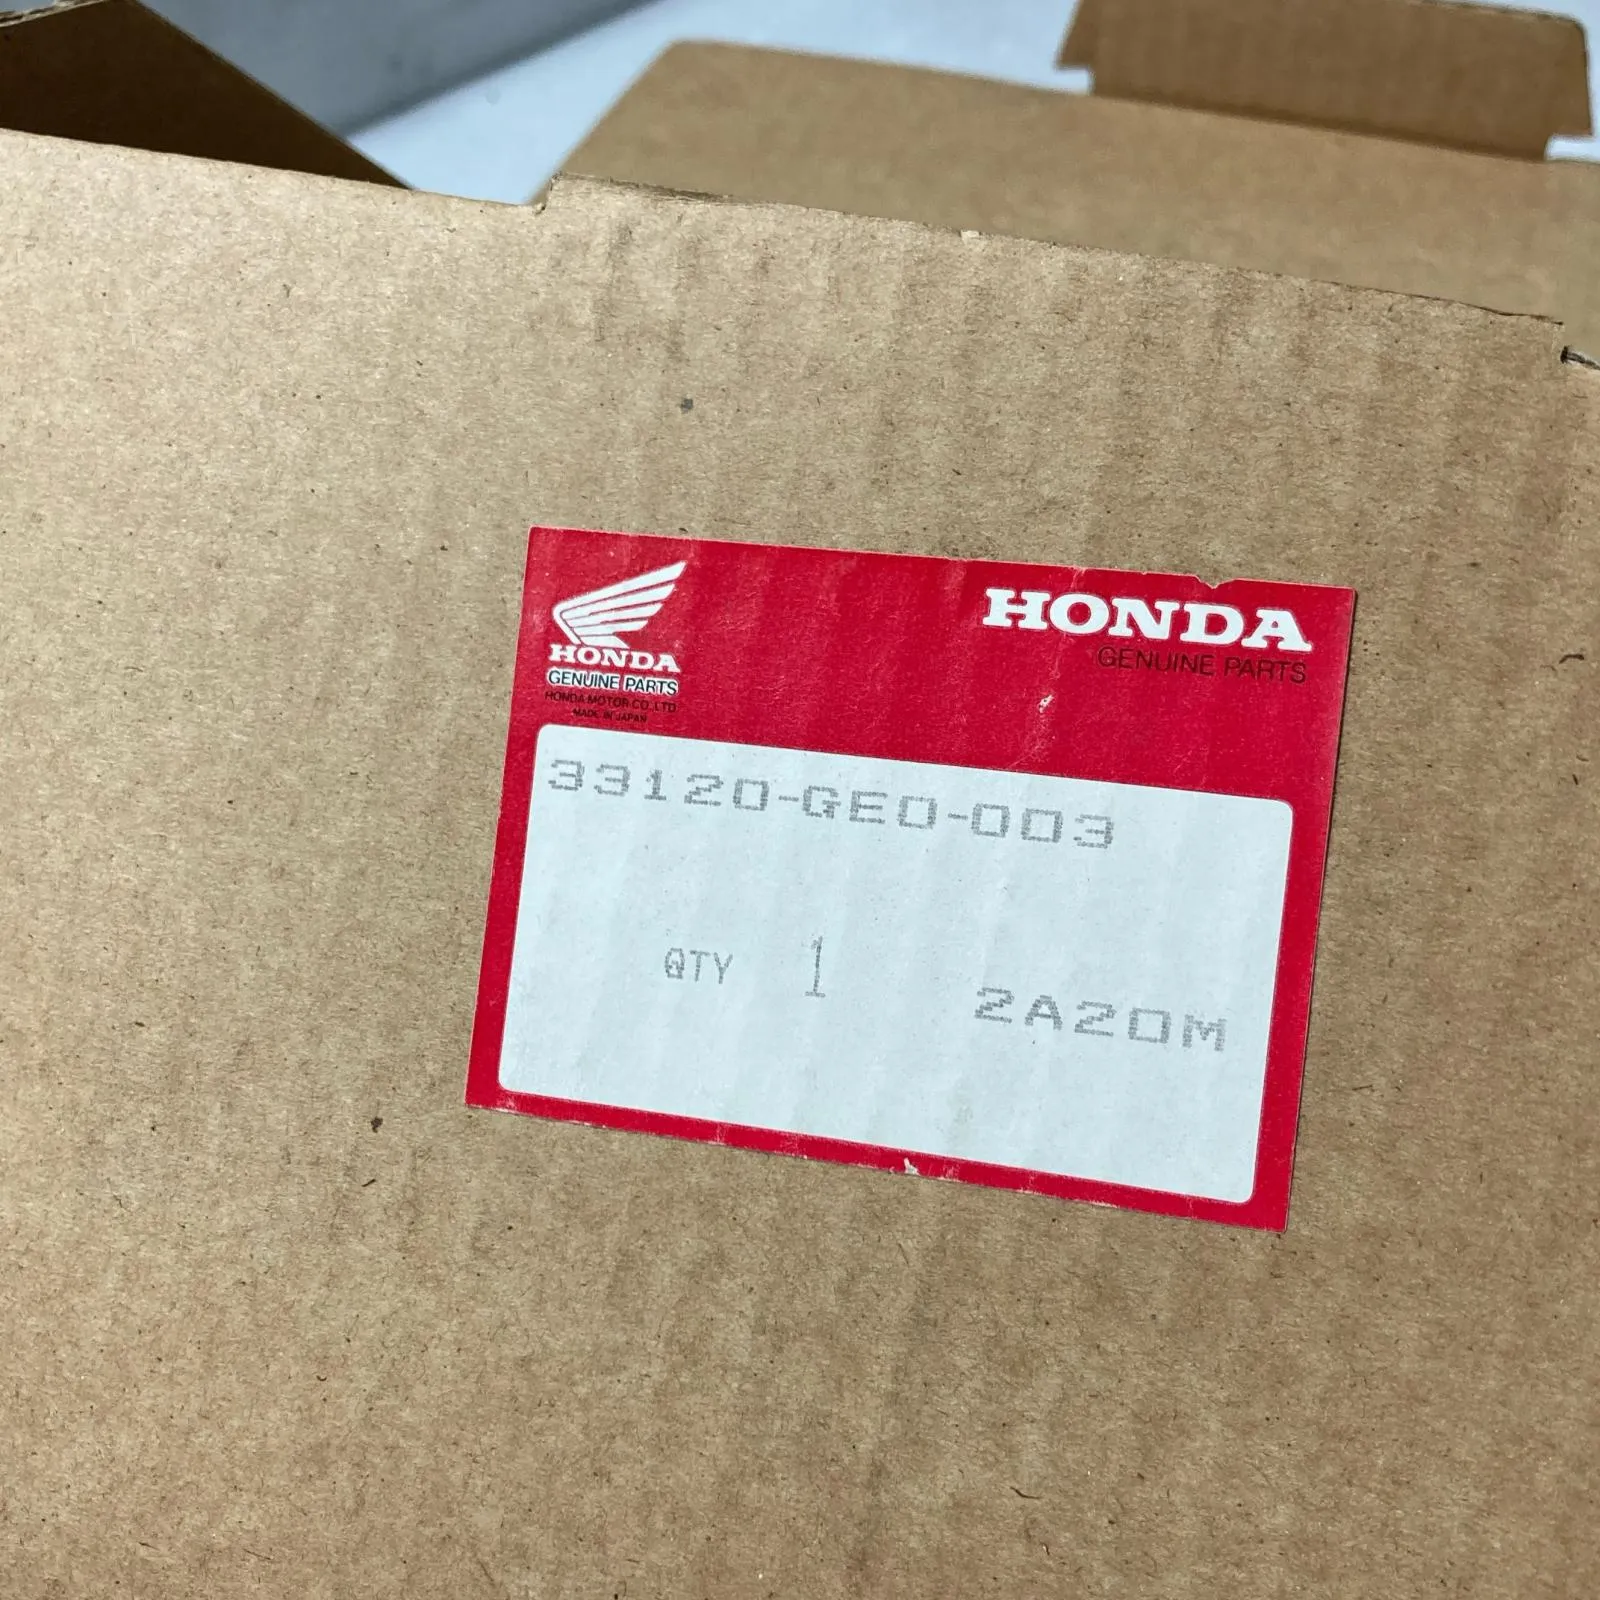 HONDA
GENUINE PARTS
HONDA MOTOR CO.,LTD
MADE IN JAPAN
HONDA
GENUINE PARTS
33120-GE0-003
QTY 1
2A20M